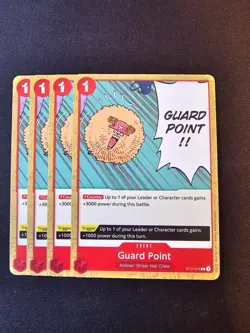 1 1 1 1
GUARD
POINT
!!
Counter Up to 1 of your Leader or Character cards gains
+3000 power during this battle.
Trigger Up to 1 of your Leader or Character cards gains
+1000 power during this turn.
EVENT
Guard Point
Animal/Straw Hat Crew